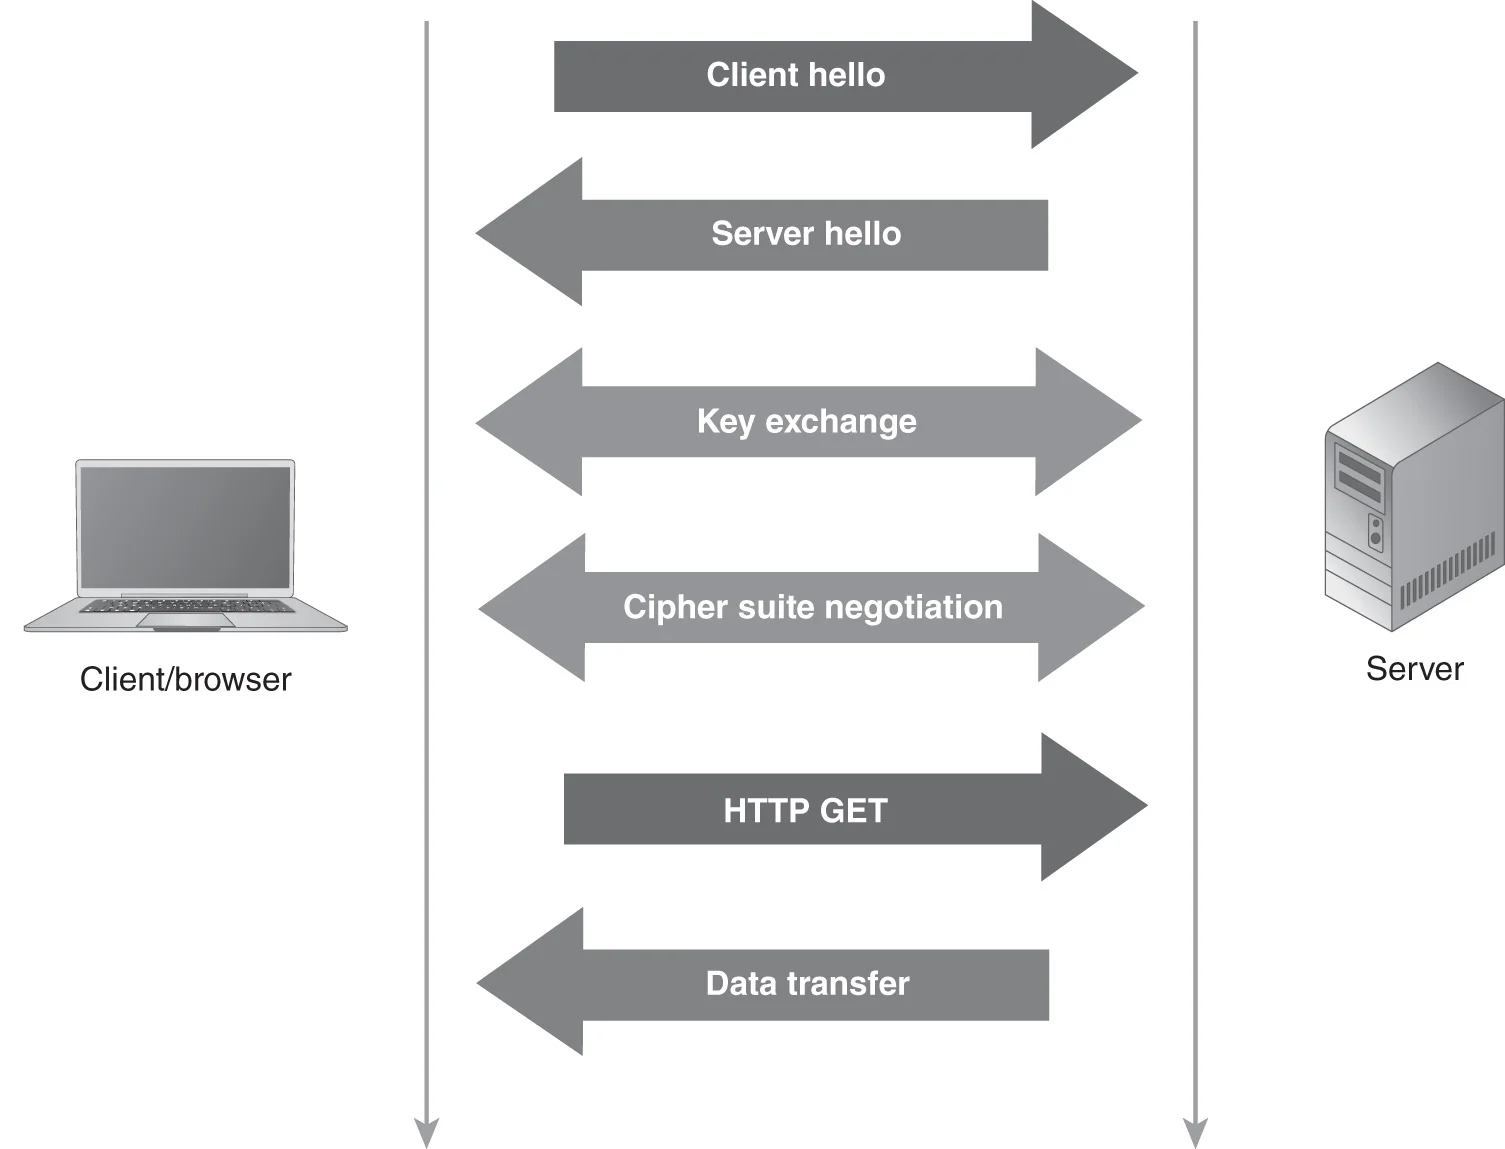 Client hello
Server hello
Key exchange
Cipher suite negotiation
Client/browser
Server
HTTP GET
Data transfer